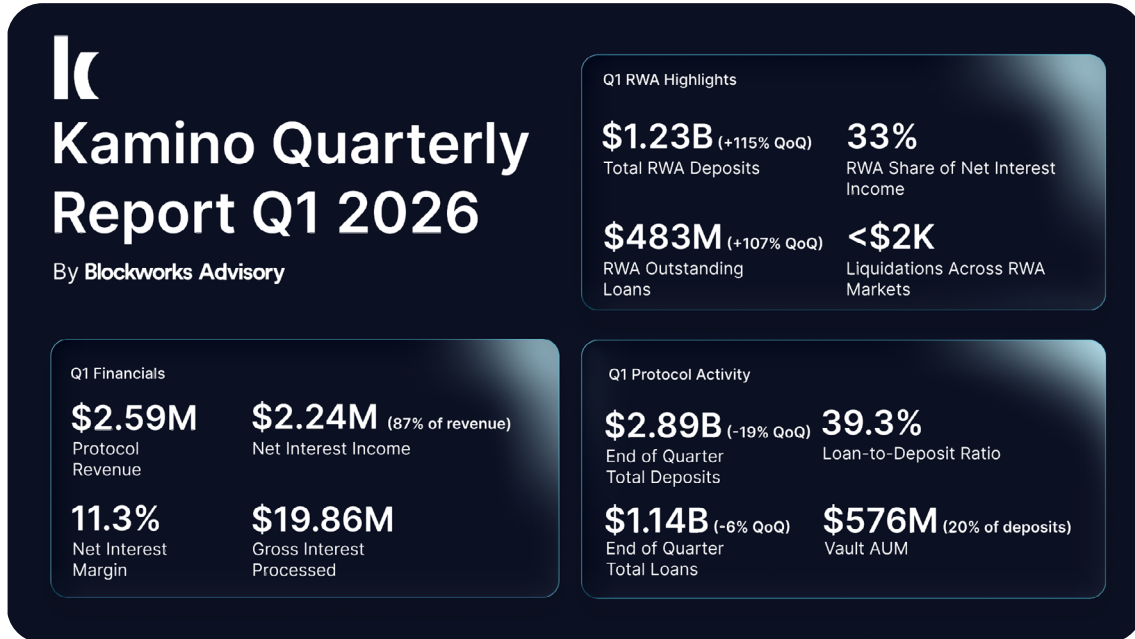 Kamino Quarterly
Report Q1 2026
By Blockworks Advisory
Q1 RWA Highlights
$1.23B (+115% QoQ)
Total RWA Deposits
33%
RWA Share of Net Interest
Income
$483M (+107% QoQ)
RWA Outstanding
Loans
<$2K
Liquidations Across RWA
Markets
Q1 Financials
$2.59M
Protocol
Revenue
$2.24M (87% of revenue)
Net Interest Income
11.3%
Net Interest
Margin
$19.86M
Gross Interest
Processed
Q1 Protocol Activity
$2.89B (-19% QoQ)
End of Quarter
Total Deposits
39.3%
Loan-to-Deposit Ratio
$1.14B (-6% QoQ)
End of Quarter
Total Loans
$576M (20% of deposits)
Vault AUM